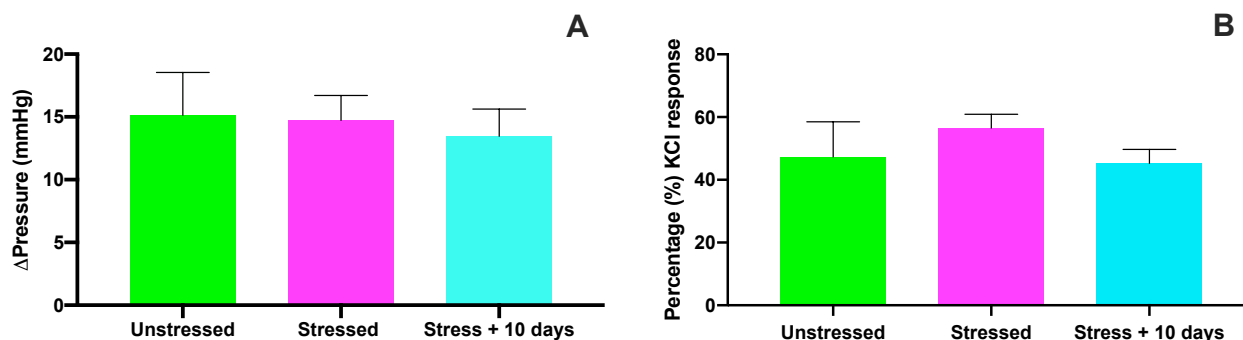 A
ΔPressure (mmHg)
20
15
10
5
0
Unstressed Stressed Stress + 10 days
B
Percentage (%) KCl response
80
60
40
20
0
Unstressed Stressed Stress + 10 days